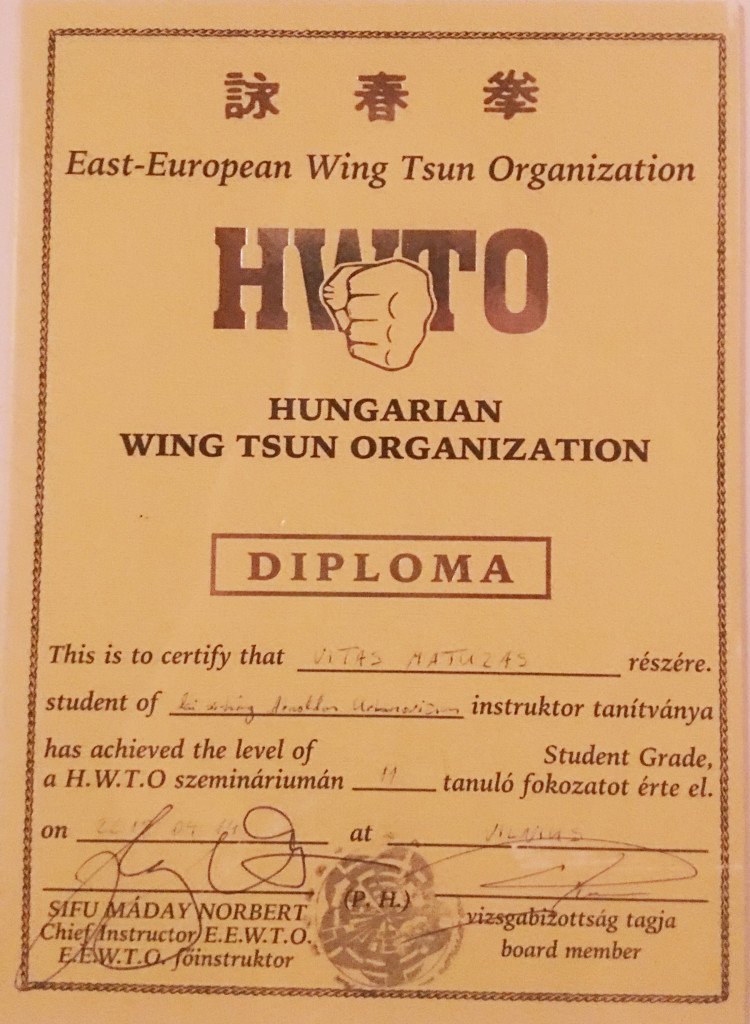 詠春拳
East-European Wing Tsun Organization
HWTO
HUNGARIAN
WING TSUN ORGANIZATION
DIPLOMA
This is to certify that VITAS MATUZAS részére.
student of instruktor tanítványa
has achieved the level of Student Grade,
a H.W.T.O szemináriumán 11 tanuló fokozatot érte el.
on at VILNIUS
(P. H.)
SIFU MÁDAY NORBERT
Chief Instructor E.E.W.T.O.
E.E.W.T.O. főinstruktor
vizsgabizottság tagja
board member